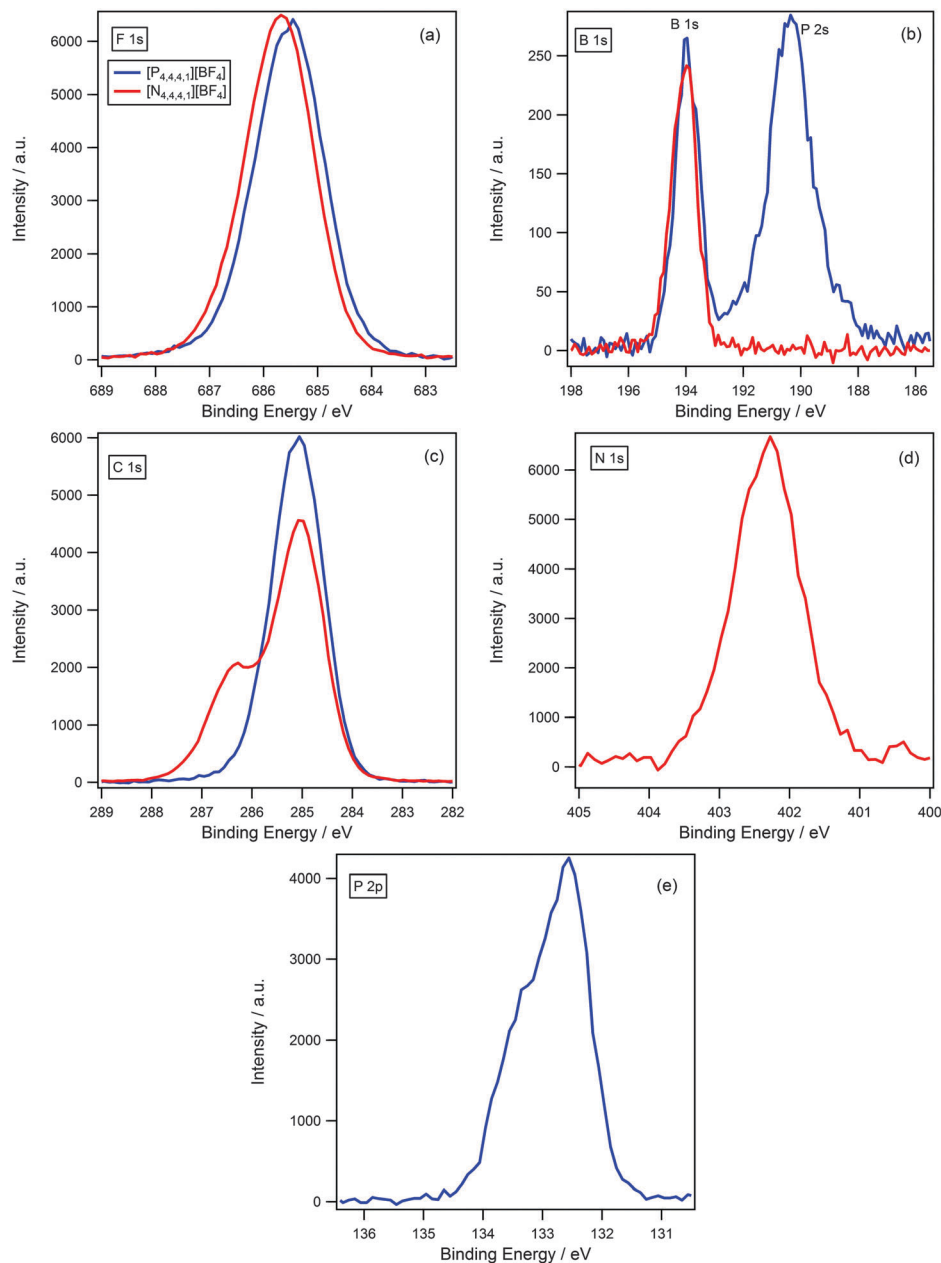 F 1s
(a)
[P4,4,4,1][BF4]
[N4,4,4,1][BF4]
6000
5000
4000
3000
2000
1000
0
Intensity / a.u.
689 688 687 686 685 684 683
Binding Energy / eV
B 1s
B 1s
P 2s
(b)
250
200
150
100
50
0
Intensity / a.u.
198 196 194 192 190 188 186
Binding Energy / eV
C 1s
(c)
6000
5000
4000
3000
2000
1000
0
Intensity / a.u.
289 288 287 286 285 284 283 282
Binding Energy / eV
N 1s
(d)
6000
5000
4000
3000
2000
1000
0
Intensity / a.u.
405 404 403 402 401 400
Binding Energy / eV
P 2p
(e)
4000
3000
2000
1000
0
Intensity / a.u.
136 135 134 133 132 131
Binding Energy / eV